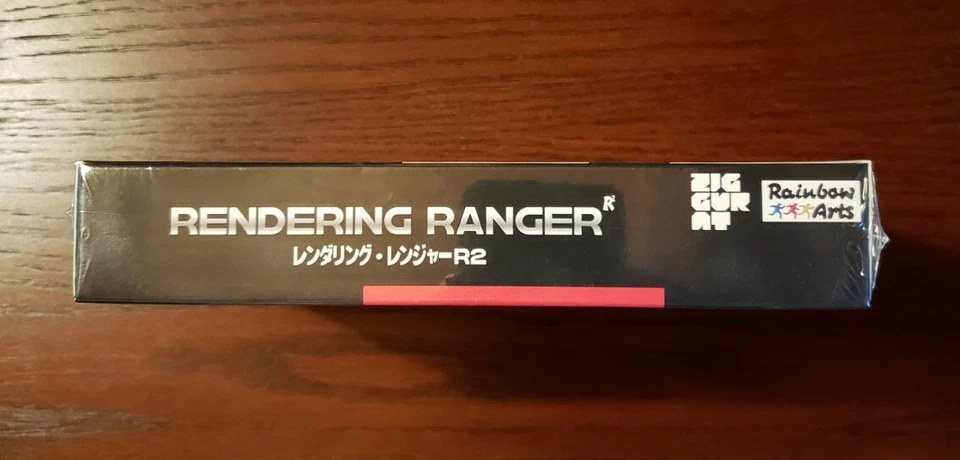 RENDERING RANGER R²
レンダリング・レンジャーR2
ZIG
GUR
AT
Rainbow
Arts